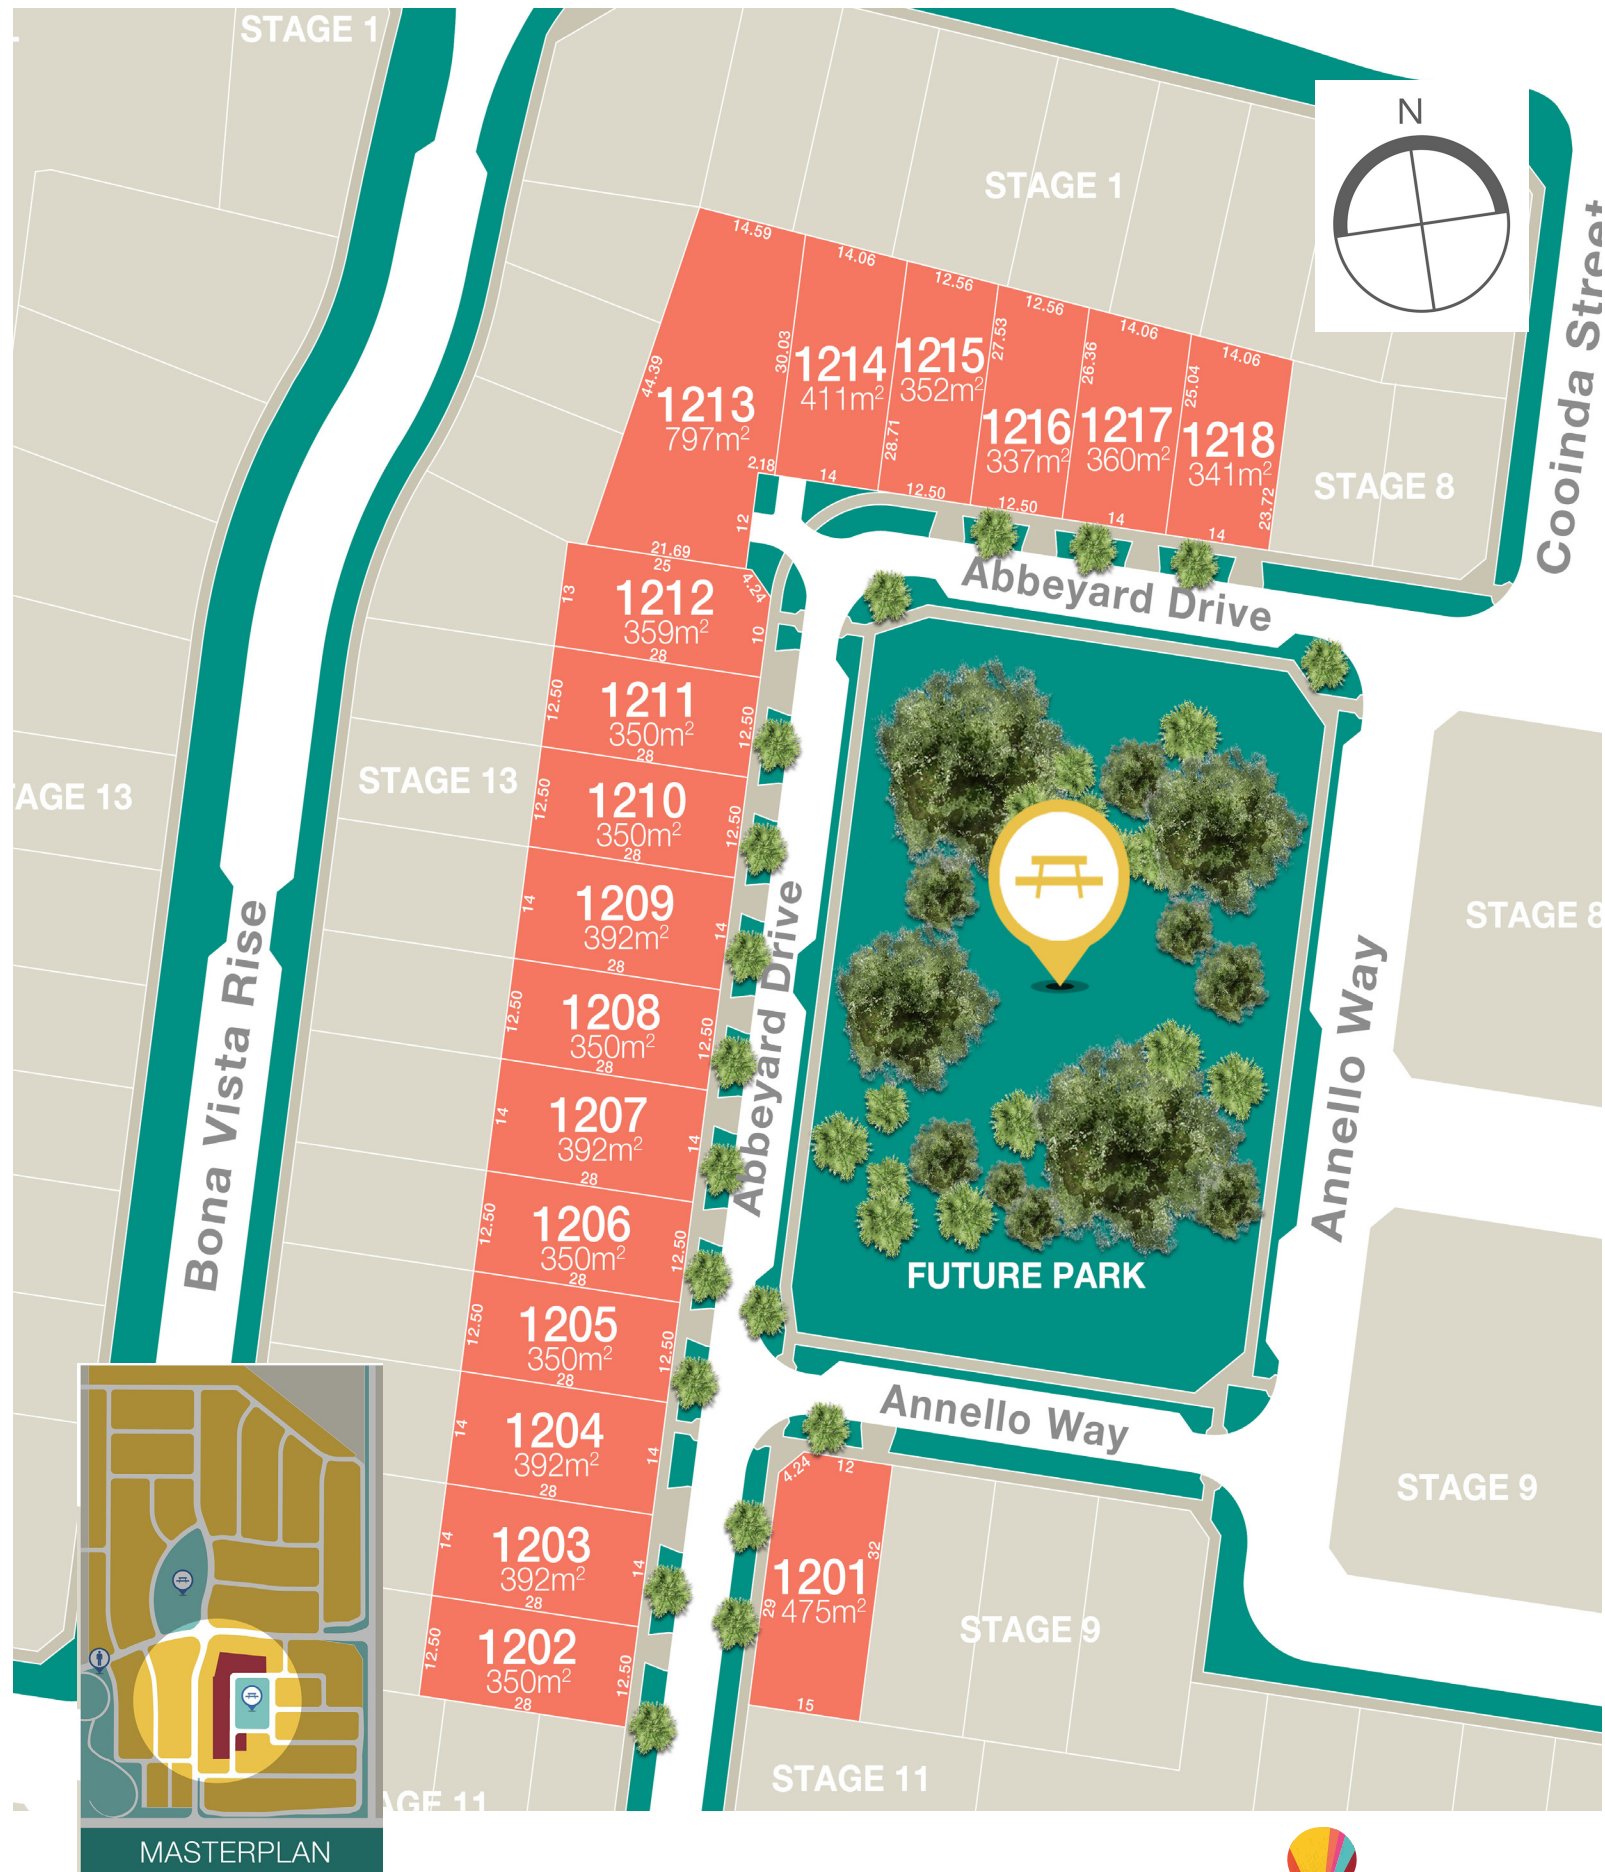 STAGE 1
N
STAGE 1
Coinda Street
14.59
14.06
12.56
12.56
14.06
14.06
44.39
30.03
27.53
26.36
25.04
28.71
23.72
1213
797m²
1214
411m²
1215
352m²
1216
337m²
1217
360m²
1218
341m²
STAGE 8
2.18
14
12.50
12.50
14
14
12
21.69
Abbeyard Drive
25
4.24
13
1212
359m²
10
28
12.50
1211
350m²
12.50
28
STAGE 13
AGE 13
12.50
1210
350m²
12.50
28
14
1209
392m²
14
28
STAGE 8
12.50
1208
350m²
12.50
28
Bona Vista Rise
Abbeyard Drive
Annello Way
14
1207
392m²
14
28
12.50
1206
350m²
12.50
28
FUTURE PARK
12.50
1205
350m²
12.50
28
Annello Way
14
1204
392m²
14
28
4.24
12
STAGE 9
14
1203
392m²
14
28
32
1201
475m²
29
15
STAGE 9
12.50
1202
350m²
12.50
28
STAGE 11
AGE 11
MASTERPLAN